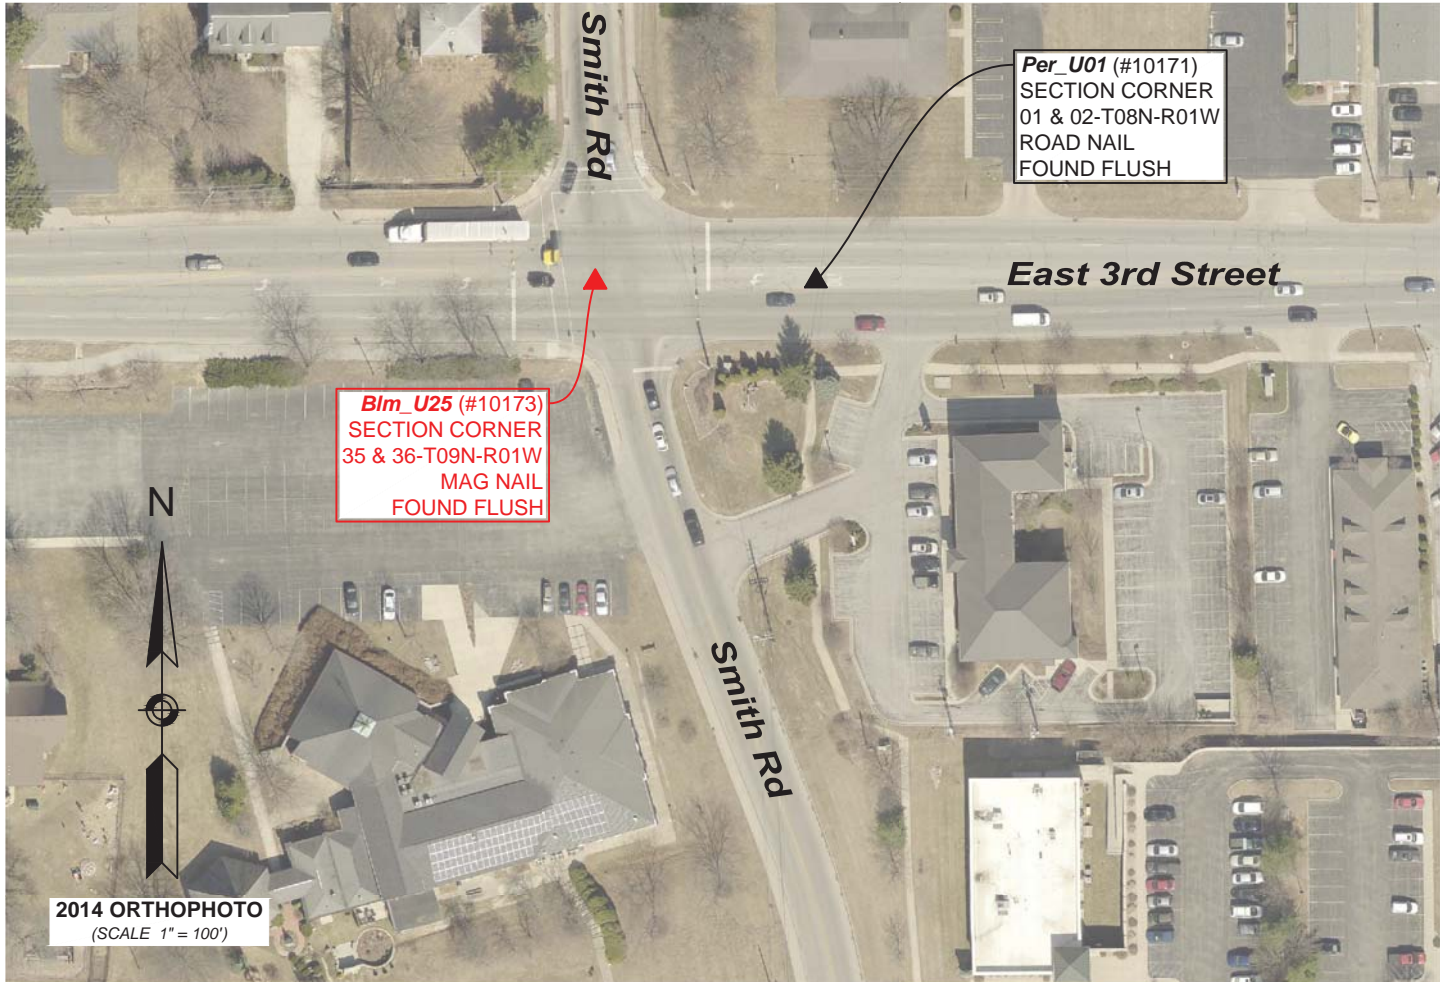 Smith Rd
Per_U01 (#10171)
SECTION CORNER
01 & 02-T08N-R01W
ROAD NAIL
FOUND FLUSH
East 3rd Street
Blm_U25 (#10173)
SECTION CORNER
35 & 36-T09N-R01W
MAG NAIL
FOUND FLUSH
N
Smith Rd
2014 ORTHOPHOTO
(SCALE 1" = 100')